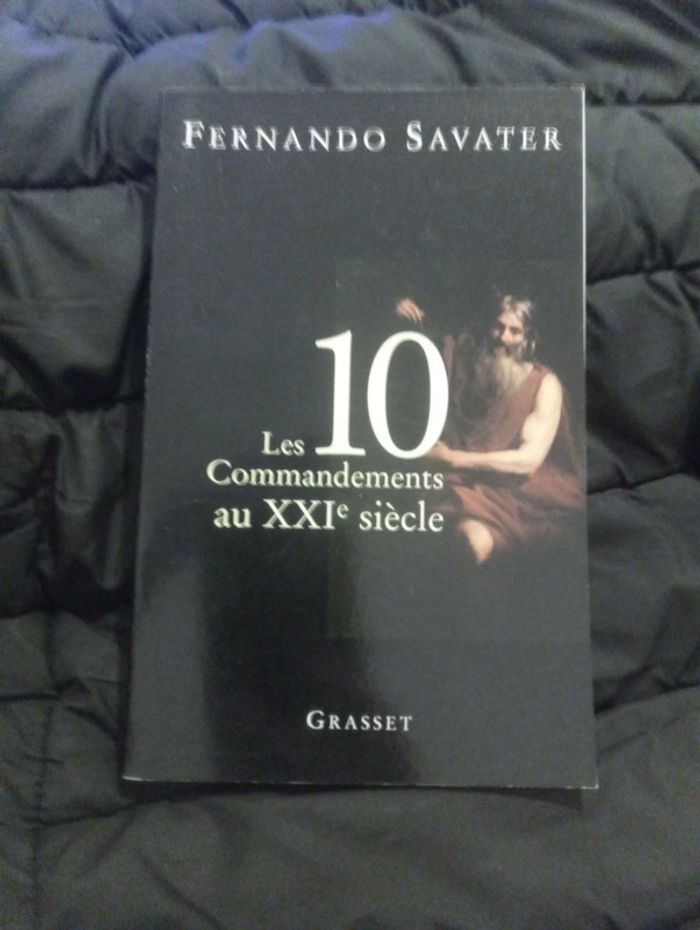 FERNANDO SAVATER
Les 10
Commandements
au XXIe siècle
GRASSET